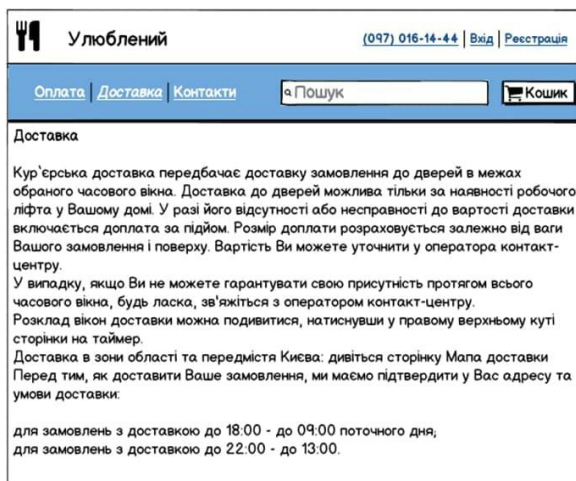 Улюблений
(097) 016-14-44 | Вхід | Реєстрація
Оплата | Доставка | Контакти
Пошук
Кошик
Доставка
Кур'єрська доставка передбачає доставку замовлення до дверей в межах
обраного часового вікна. Доставка до дверей можлива тільки за наявності робочого
ліфта у Вашому домі. У разі його відсутності або несправності до вартості доставки
включається доплата за підйом. Розмір доплати розраховується залежно від ваги
Вашого замовлення і поверху. Вартість Ви можете уточнити у оператора контакт-
центру.
У випадку, якщо Ви не можете гарантувати свою присутність протягом всього
часового вікна, будь ласка, зв'яжіться з оператором контакт-центру.
Розклад вікон доставки можна подивитися, натиснувши у правому верхньому куті
сторінки на таймер.
Доставка в зони області та передмістя Києва: дивіться сторінку Мапа доставки
Перед тим, як доставити Ваше замовлення, ми маємо підтвердити у Вас адресу та
умови доставки:
для замовлень з доставкою до 18:00 - до 09:00 поточного дня;
для замовлень з доставкою до 22:00 - до 13:00.